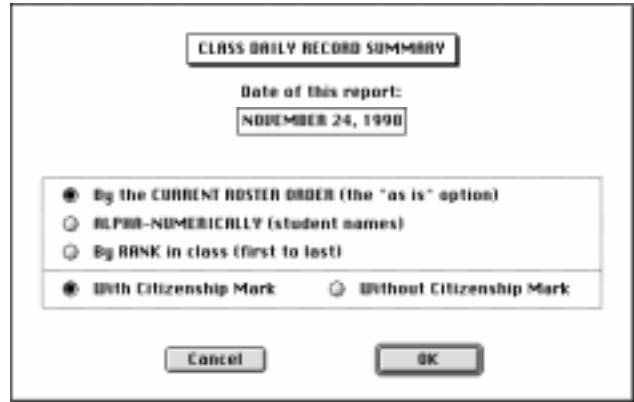 CLASS DAILY RECORD SUMMARY
Date of this report:
NOVEMBER 24, 1990
By the CURRENT ROSTER ORDER (the "as is" option)
ALPHA-NUMERICALLY (student names)
By RANK in class (first to last)
With Citizenship Mark Without Citizenship Mark
Cancel OK